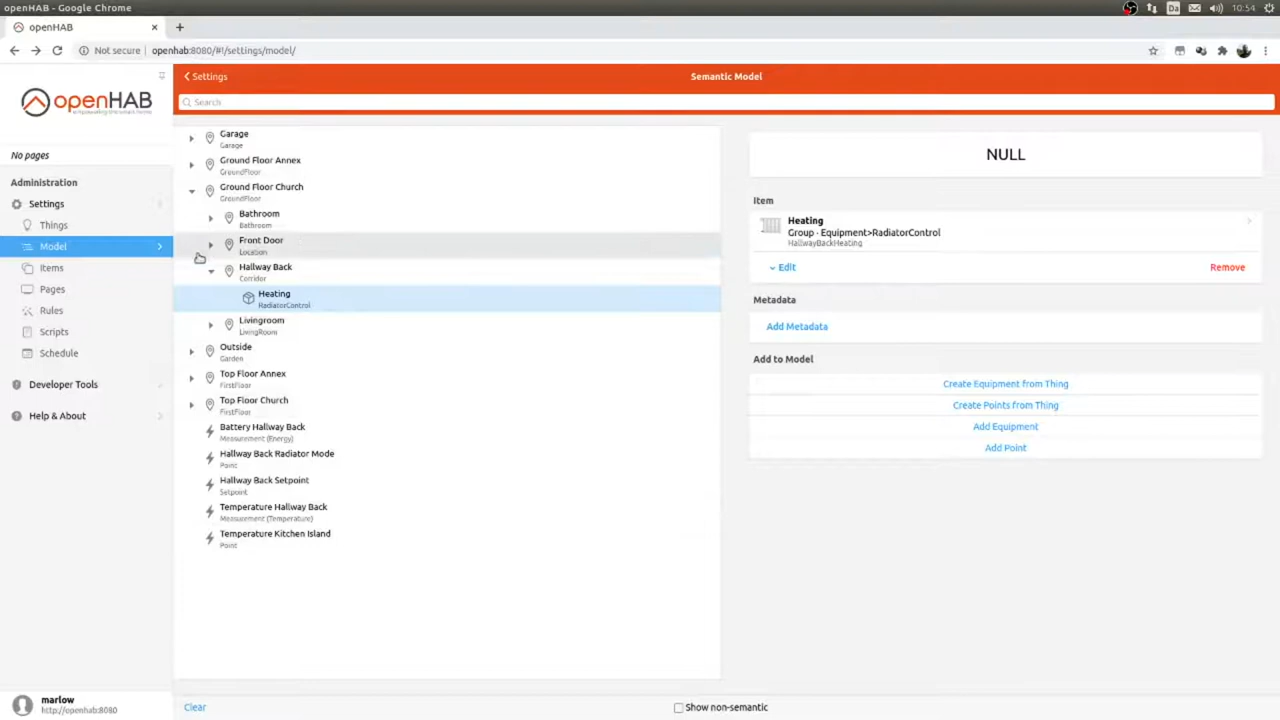 openHAB - Google Chrome
Da
10:54
openHAB
Not secure
openhab:8080/#!/settings/model/
openHAB
empowering the smart home
Settings
Semantic Model
Search
No pages
Administration
Settings
Things
Model
Items
Pages
Rules
Scripts
Schedule
Developer Tools
Help & About
marlow
http://openhab:8080
Garage
Garage
Ground Floor Annex
GroundFloor
Ground Floor Church
GroundFloor
Bathroom
Bathroom
Front Door
Location
Hallway Back
Corridor
Heating
RadiatorControl
Livingroom
LivingRoom
Outside
Garden
Top Floor Annex
FirstFloor
Top Floor Church
FirstFloor
Battery Hallway Back
Measurement (Energy)
Hallway Back Radiator Mode
Point
Hallway Back Setpoint
Setpoint
Temperature Hallway Back
Measurement (Temperature)
Temperature Kitchen Island
Point
Clear
Show non-semantic
NULL
Item
Heating
Group · Equipment>RadiatorControl
HallwayBackHeating
Edit
Remove
Metadata
Add Metadata
Add to Model
Create Equipment from Thing
Create Points from Thing
Add Equipment
Add Point